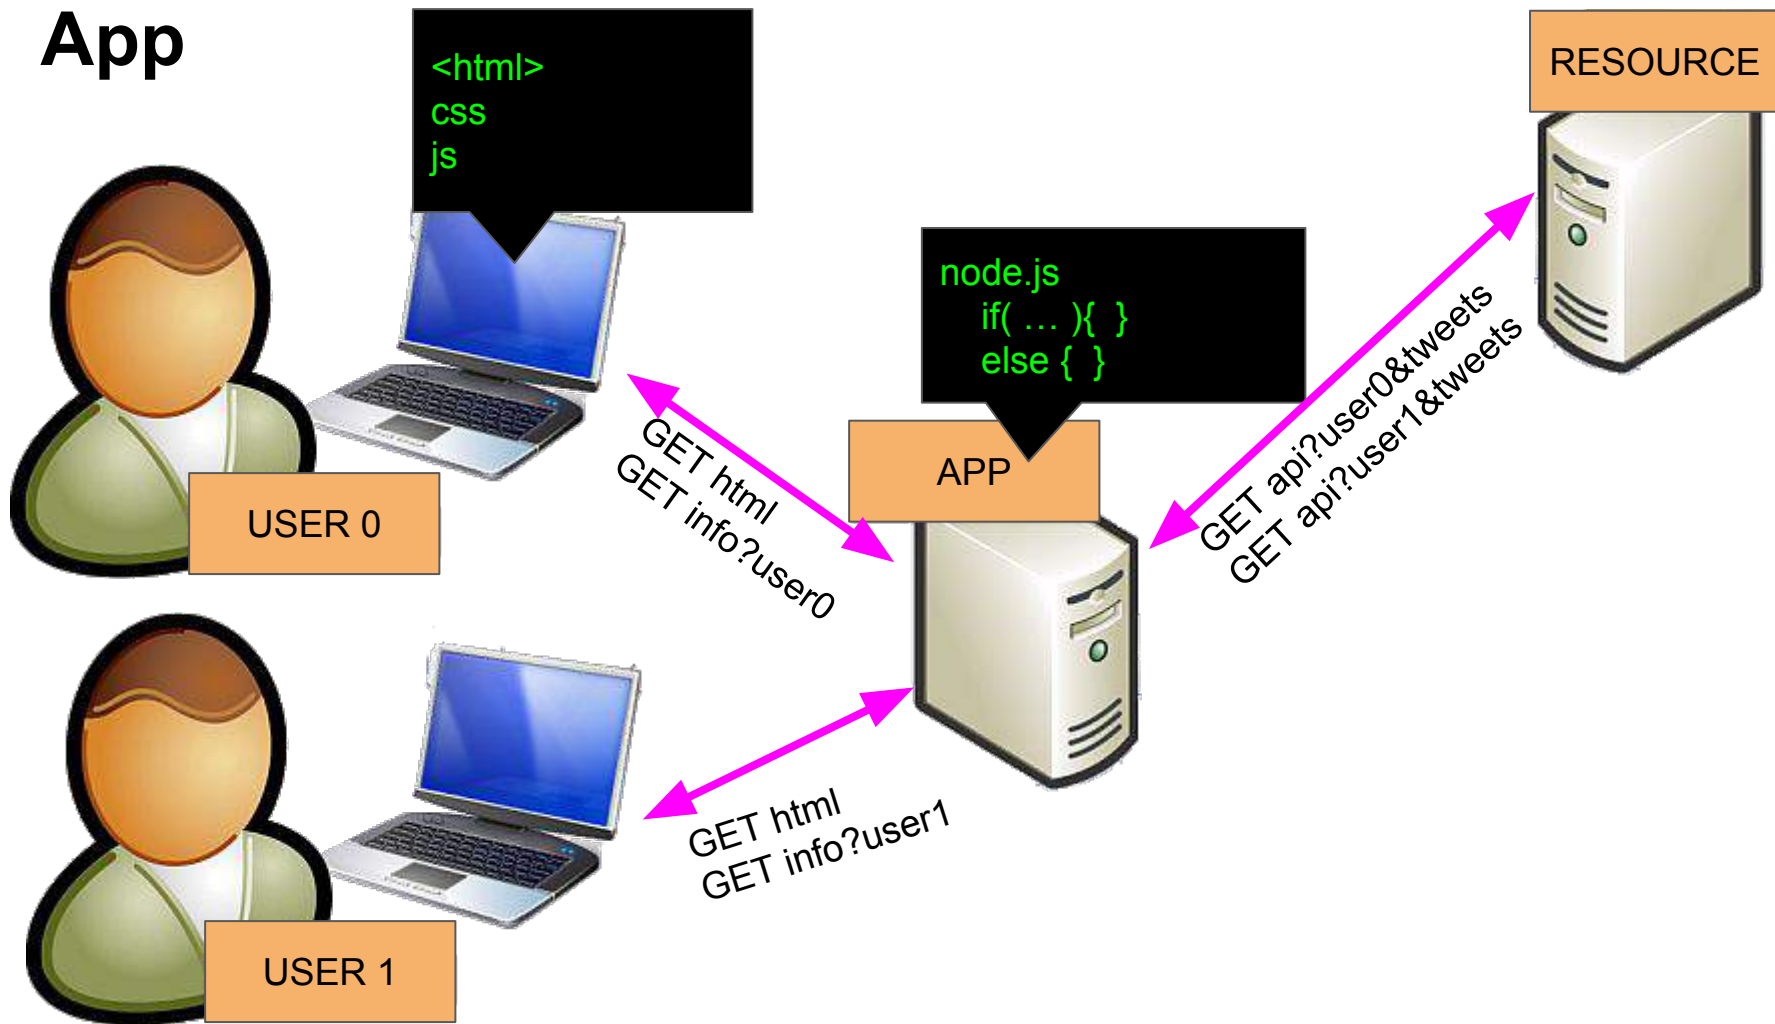 App
<html>
css
js
RESOURCE
node.js
if( … ){  }
else {  }
GET api?user0&tweets
GET api?user1&tweets
GET html
GET info?user0
APP
USER 0
GET html
GET info?user1
USER 1